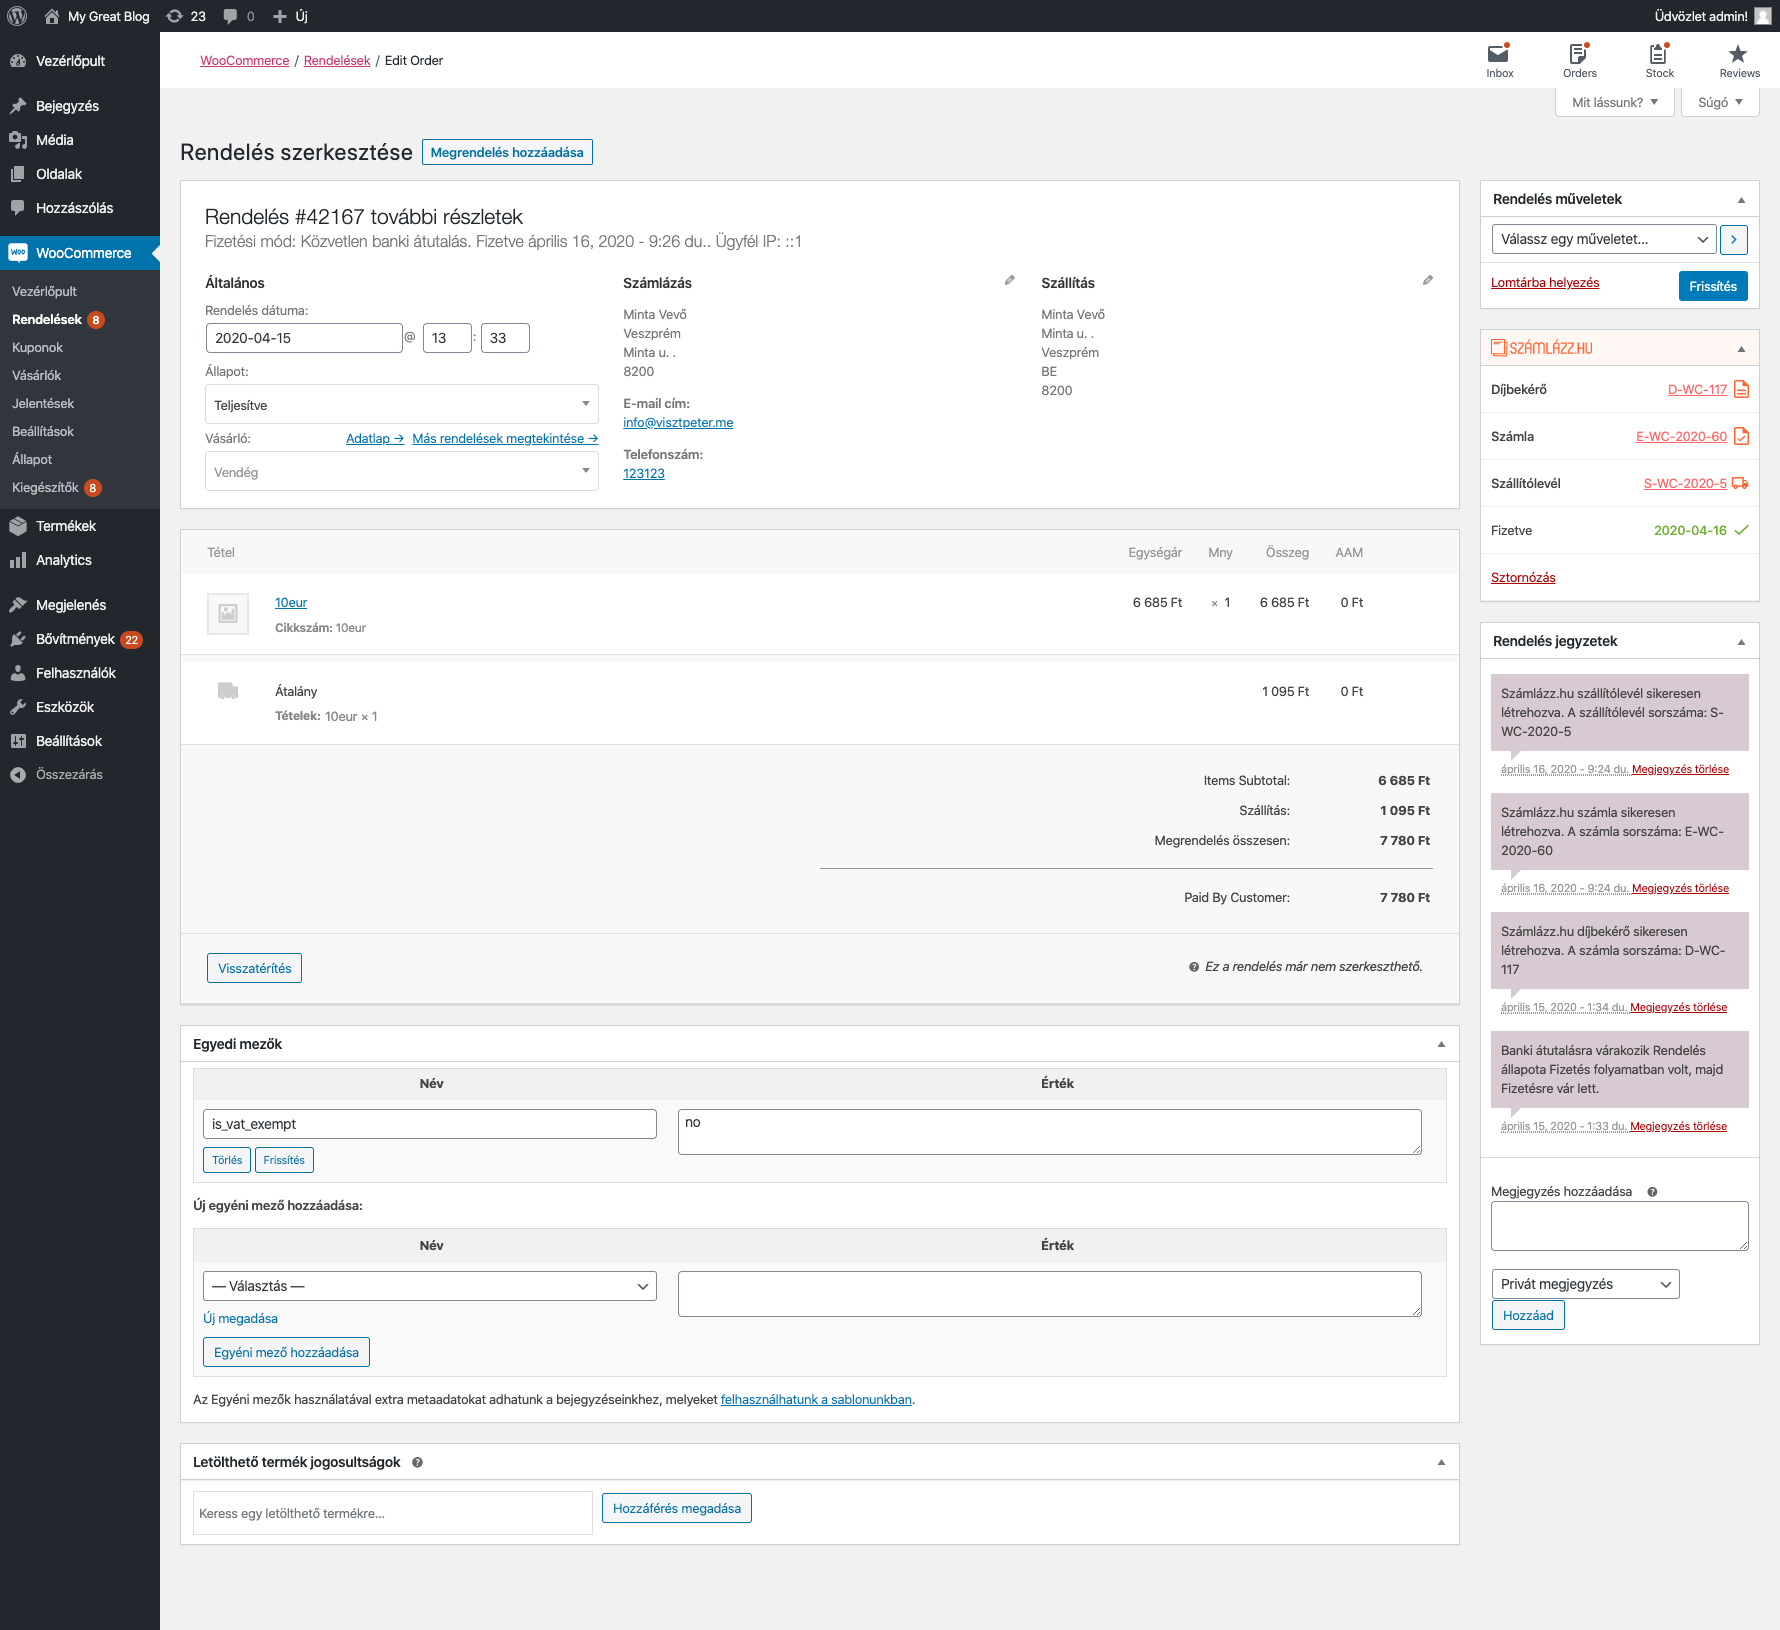 My Great Blog 23 0 Új Üdvözlet admin!
Vezérlőpult
Bejegyzés
Média
Oldalak
Hozzászólás
WooCommerce
Vezérlőpult
Rendelések 8
Kuponok
Vásárlók
Jelentések
Beállítások
Állapot
Kiegészítők 8
Termékek
Analytics
Megjelenés
Bővítmények 22
Felhasználók
Eszközök
Beállítások
Összezárás
WooCommerce / Rendelések / Edit Order
Inbox Orders Stock Reviews
Mit lássunk? Súgó
Rendelés szerkesztése Megrendelés hozzáadása
Rendelés #42167 további részletek
Fizetési mód: Közvetlen banki átutalás. Fizetve április 16, 2020 - 9:26 du.. Ügyfél IP: ::1
Általános
Rendelés dátuma:
2020-04-15 @ 13 : 33
Állapot:
Teljesítve
Vásárló: Adatlap → Más rendelések megtekintése →
Vendég
Számlázás
Minta Vevő
Veszprém
Minta u. .
8200
E-mail cím:
info@visztpeter.me
Telefonszám:
123123
Szállítás
Minta Vevő
Minta u. .
Veszprém
BE
8200
Tétel Egységár Mny Összeg AAM
10eur 6 685 Ft × 1 6 685 Ft 0 Ft
Cikkszám: 10eur
Átalány 1 095 Ft 0 Ft
Tételek: 10eur × 1
Items Subtotal: 6 685 Ft
Szállítás: 1 095 Ft
Megrendelés összesen: 7 780 Ft
Paid By Customer: 7 780 Ft
Visszatérítés Ez a rendelés már nem szerkeszthető.
Egyedi mezők
Név Érték
is_vat_exempt no
Törlés Frissítés
Új egyéni mező hozzáadása:
Név Érték
— Választás —
Új megadása
Egyéni mező hozzáadása
Az Egyéni mezők használatával extra metaadatokat adhatunk a bejegyzéseinkhez, melyeket felhasználhatunk a sablonunkban.
Letölthető termék jogosultságok
Keress egy letölthető termékre... Hozzáférés megadása
Rendelés műveletek
Válassz egy műveletet...
Lomtárba helyezés Frissítés
SZÁMLÁZZ.HU
Díjbekérő D-WC-117
Számla E-WC-2020-60
Szállítólevél S-WC-2020-5
Fizetve 2020-04-16
Sztornózás
Rendelés jegyzetek
Számlázz.hu szállítólevél sikeresen
létrehozva. A szállítólevél sorszáma: S-
WC-2020-5
április 16, 2020 - 9:24 du. Megjegyzés törlése
Számlázz.hu számla sikeresen
létrehozva. A számla sorszáma: E-WC-
2020-60
április 16, 2020 - 9:24 du. Megjegyzés törlése
Számlázz.hu díjbekérő sikeresen
létrehozva. A számla sorszáma: D-WC-
117
április 15, 2020 - 1:34 du. Megjegyzés törlése
Banki átutalásra várakozik Rendelés
állapota Fizetés folyamatban volt, majd
Fizetésre vár lett.
április 15, 2020 - 1:33 du. Megjegyzés törlése
Megjegyzés hozzáadása
Privát megjegyzés
Hozzáad